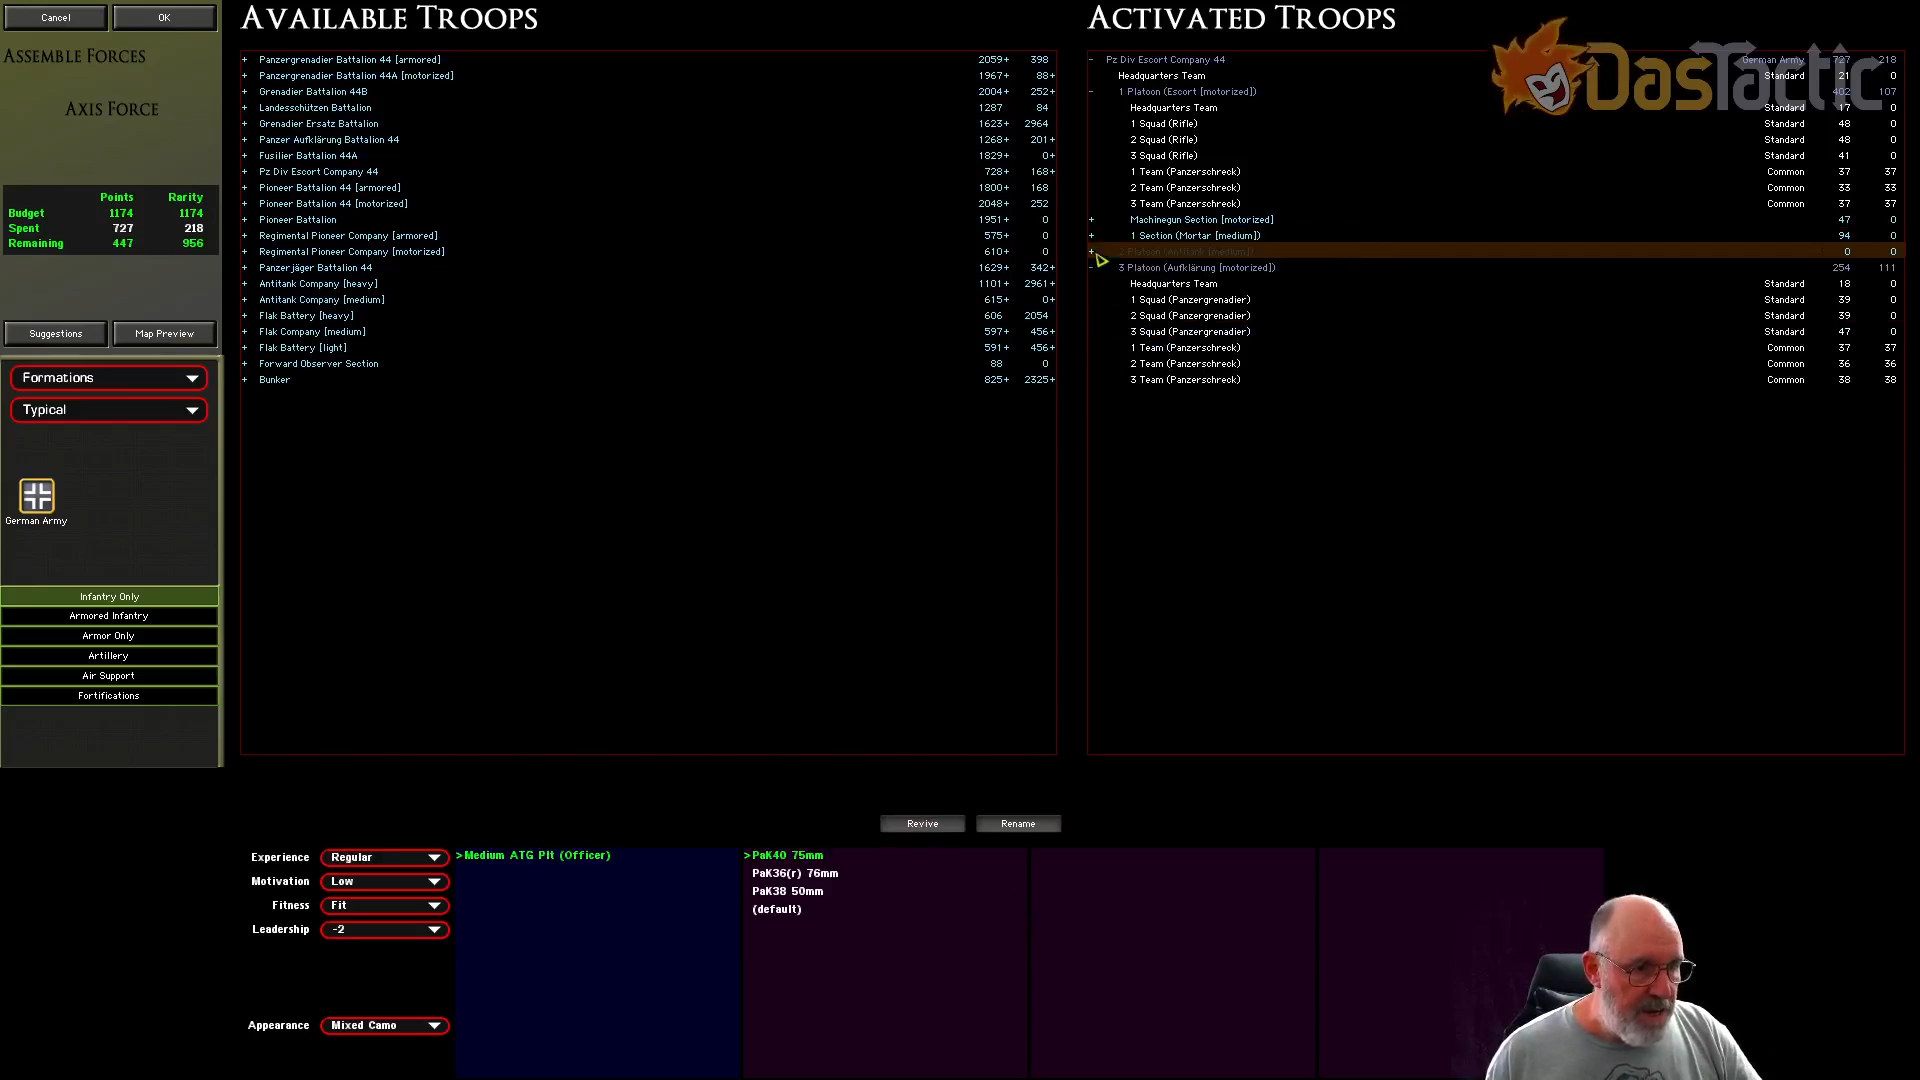 Cancel OK
ASSEMBLE FORCES
AXIS FORCE
Points Rarity
Budget 1174 1174
Spent 727 218
Remaining 447 956
Suggestions Map Preview
Formations
Typical
German Army
Infantry Only
Armored Infantry
Armor Only
Artillery
Air Support
Fortifications
AVAILABLE TROOPS
+ Panzergrenadier Battalion 44 [armored] 2059+ 398
+ Panzergrenadier Battalion 44A [motorized] 1967+ 88+
+ Grenadier Battalion 44B 2004+ 252+
+ Landesschützen Battalion 1287 84
+ Grenadier Ersatz Battalion 1623+ 2964
+ Panzer Aufklärung Battalion 44 1268+ 201+
+ Fusilier Battalion 44A 1829+ 0+
+ Pz Div Escort Company 44 728+ 168+
+ Pioneer Battalion 44 [armored] 1800+ 168
+ Pioneer Battalion 44 [motorized] 2048+ 252
+ Pioneer Battalion 1951+ 0
+ Regimental Pioneer Company [armored] 575+ 0
+ Regimental Pioneer Company [motorized] 610+ 0
+ Panzerjäger Battalion 44 1629+ 342+
+ Antitank Company [heavy] 1101+ 2961+
+ Antitank Company [medium] 615+ 0+
+ Flak Battery [heavy] 606 2054
+ Flak Company [medium] 597+ 456+
+ Flak Battery [light] 591+ 456+
+ Forward Observer Section 88 0
+ Bunker 825+ 2325+
ACTIVATED TROOPS
- Pz Div Escort Company 44 German Army 727 218
Headquarters Team Standard 21 0
- 1 Platoon (Escort [motorized]) 402 107
Headquarters Team Standard 17 0
1 Squad (Rifle) Standard 48 0
2 Squad (Rifle) Standard 48 0
3 Squad (Rifle) Standard 41 0
1 Team (Panzerschreck) Common 37 37
2 Team (Panzerschreck) Common 33 33
3 Team (Panzerschreck) Common 37 37
+ Machinegun Section [motorized] 47 0
+ 1 Section (Mortar [medium]) 94 0
+ 2 Platoon (Antitank [medium]) 0 0
- 3 Platoon (Aufklärung [motorized]) 254 111
Headquarters Team Standard 18 0
1 Squad (Panzergrenadier) Standard 39 0
2 Squad (Panzergrenadier) Standard 39 0
3 Squad (Panzergrenadier) Standard 47 0
1 Team (Panzerschreck) Common 37 37
2 Team (Panzerschreck) Common 36 36
3 Team (Panzerschreck) Common 38 38
DasTactic
Revive Rename
Experience Regular
Motivation Low
Fitness Fit
Leadership -2
Appearance Mixed Camo
>Medium ATG Plt (Officer)
>PaK40 75mm
PaK36(r) 76mm
PaK38 50mm
(default)